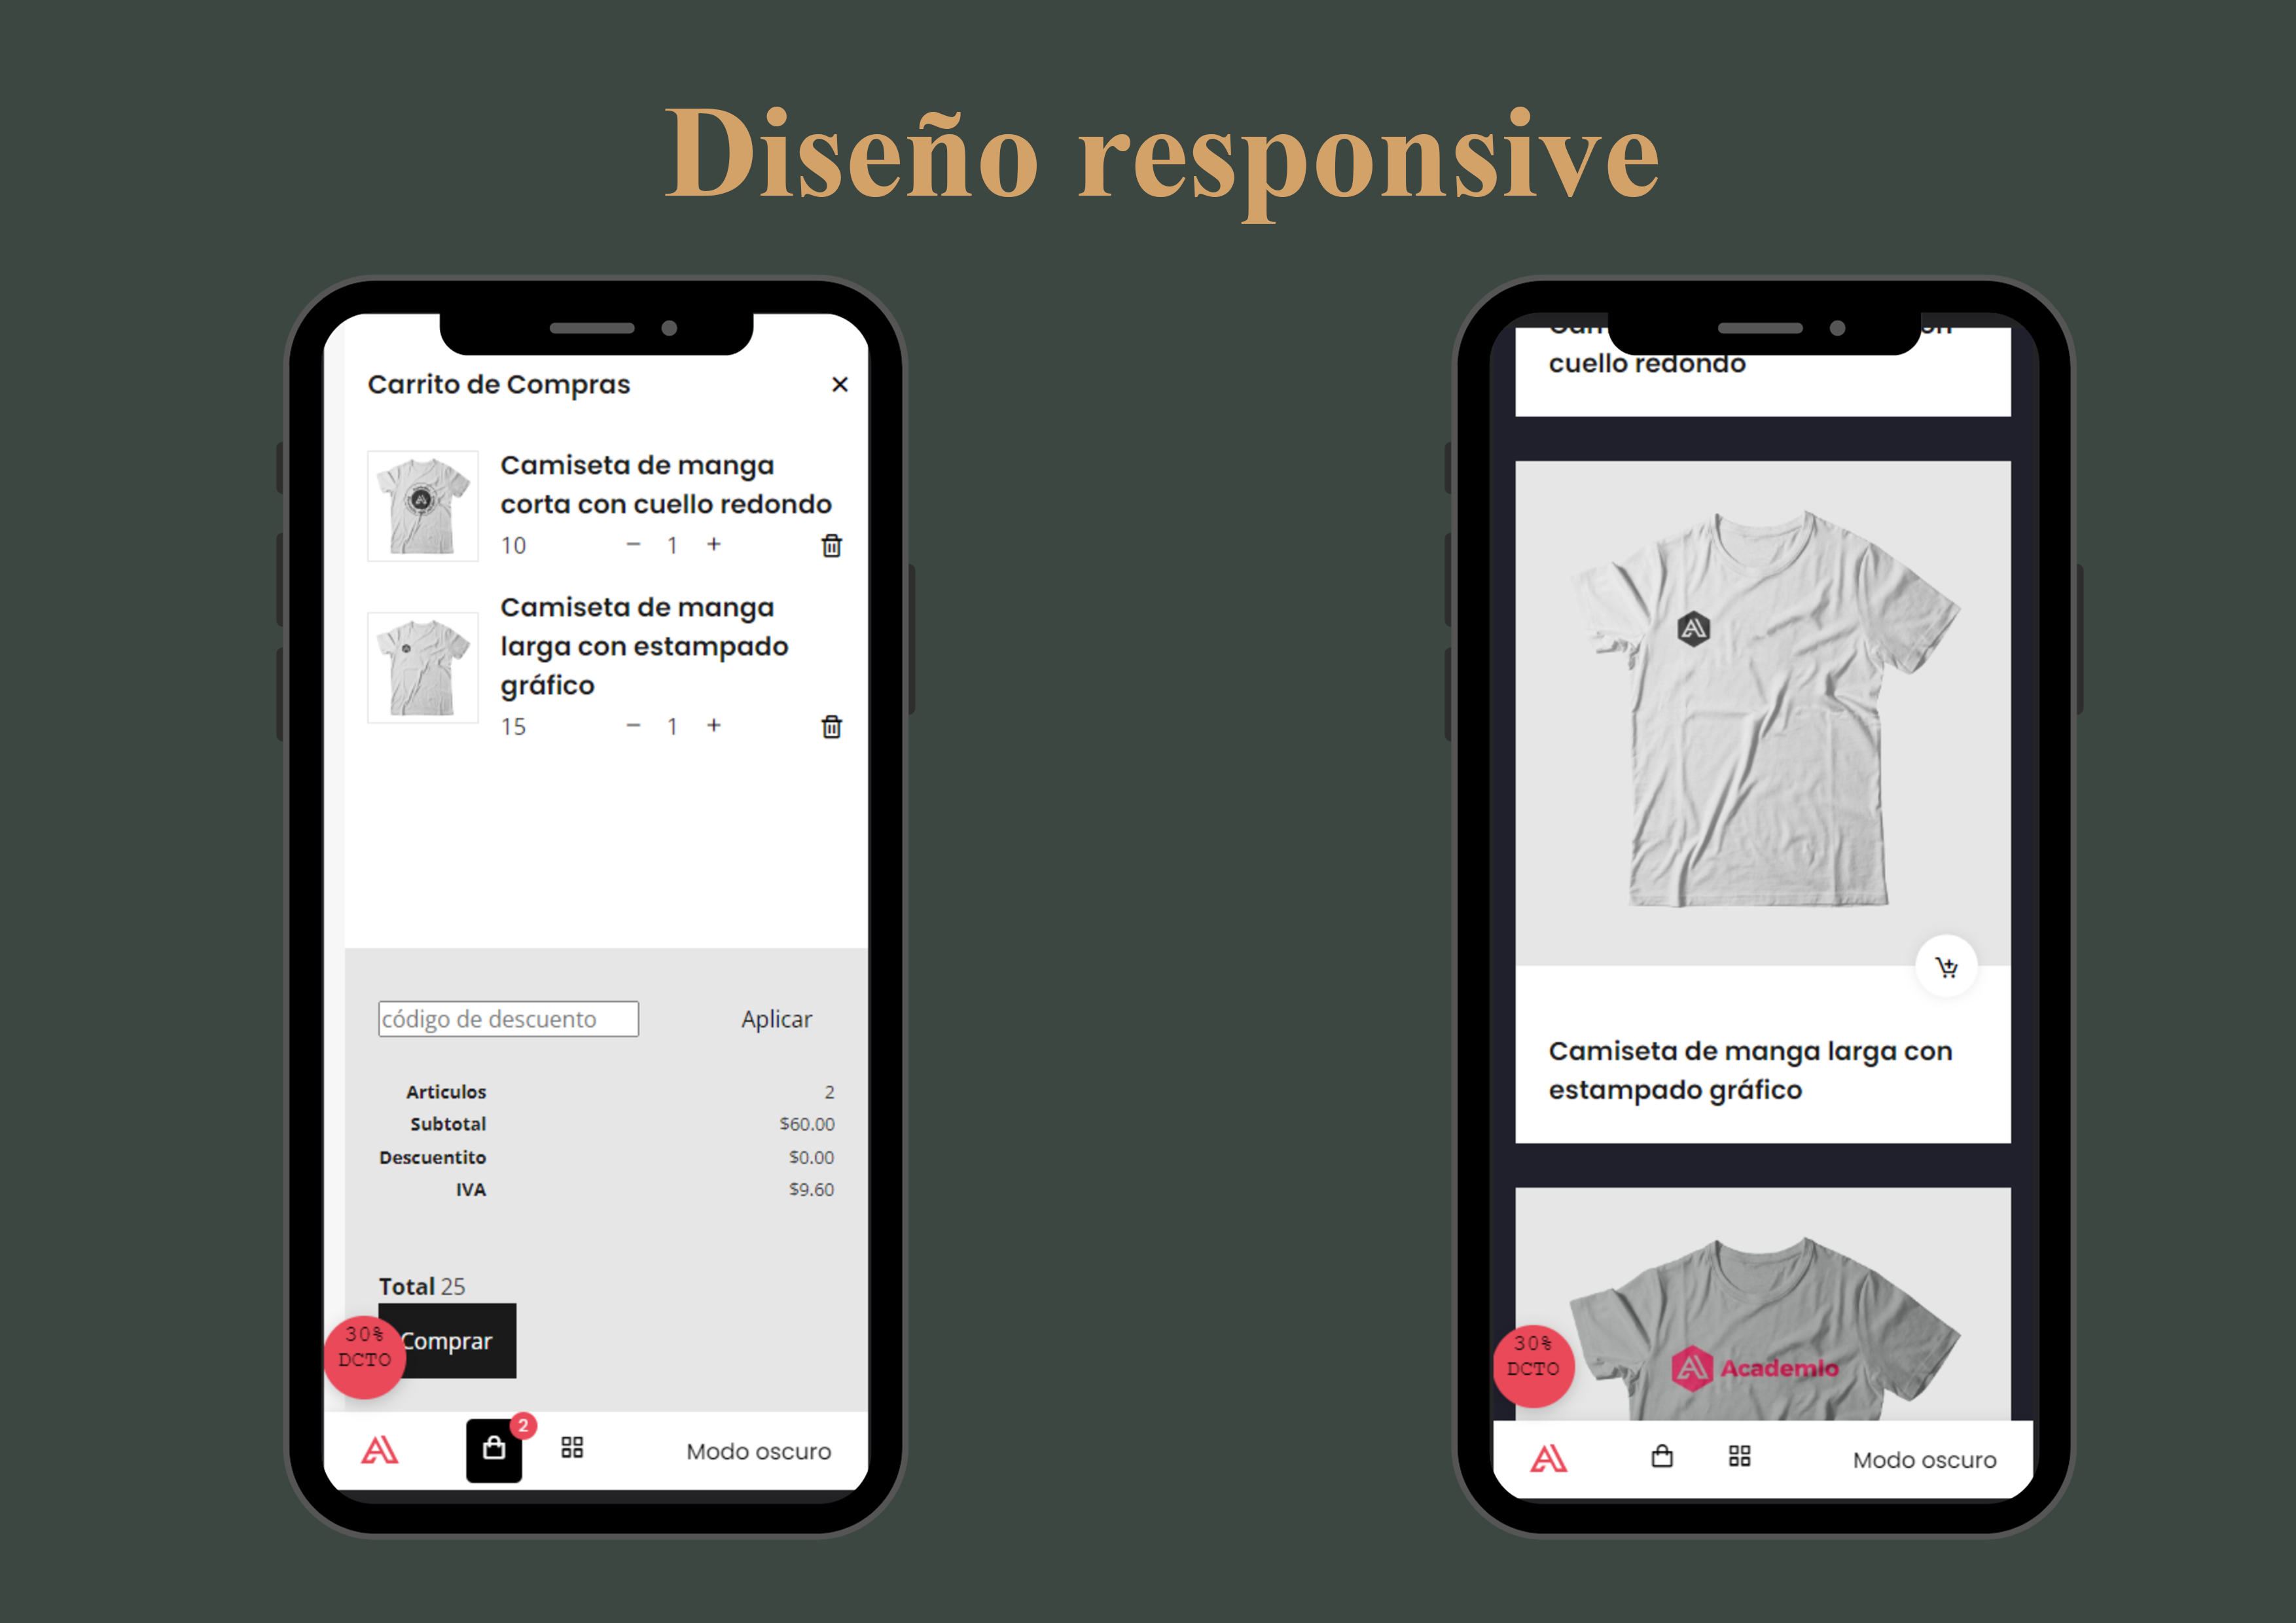 Diseño responsive
Carrito de Compras
Camiseta de manga
corta con cuello redondo
10 − 1 +
Camiseta de manga
larga con estampado
gráfico
15 − 1 +
código de descuento Aplicar
Articulos 2
Subtotal $60.00
Descuentito $0.00
IVA $9.60
Total 25
Comprar
30%
DCTO
2
Modo oscuro
cuello redondo
Camiseta de manga larga con
estampado gráfico
Academio
30%
DCTO
Modo oscuro